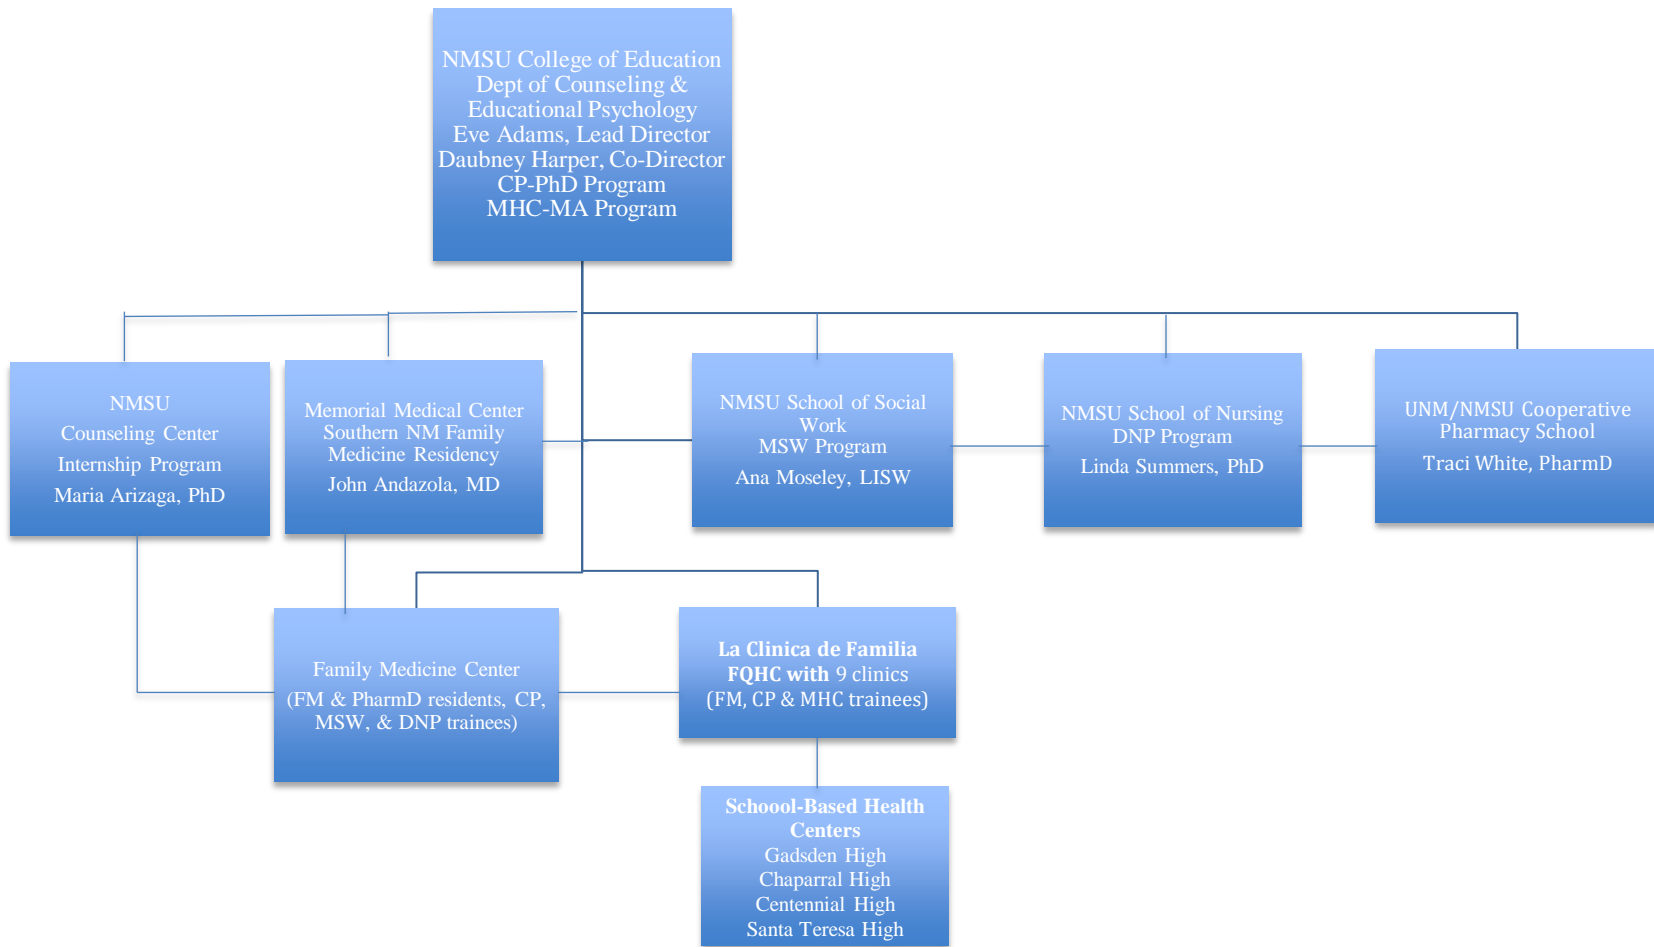 NMSU College of Education
Dept of Counseling &
Educational Psychology
Eve Adams, Lead Director
Daubney Harper, Co-Director
CP-PhD Program
MHC-MA Program
NMSU
Counseling Center
Internship Program
Maria Arizaga, PhD
Memorial Medical Center
Southern NM Family
Medicine Residency
John Andazola, MD
NMSU School of Social
Work
MSW Program
Ana Moseley, LISW
NMSU School of Nursing
DNP Program
Linda Summers, PhD
UNM/NMSU Cooperative
Pharmacy School
Traci White, PharmD
Family Medicine Center
(FM & PharmD residents, CP,
MSW, & DNP trainees)
La Clinica de Familia
FQHC with 9 clinics
(FM, CP & MHC trainees)
Schoool-Based Health
Centers
Gadsden High
Chaparral High
Centennial High
Santa Teresa High